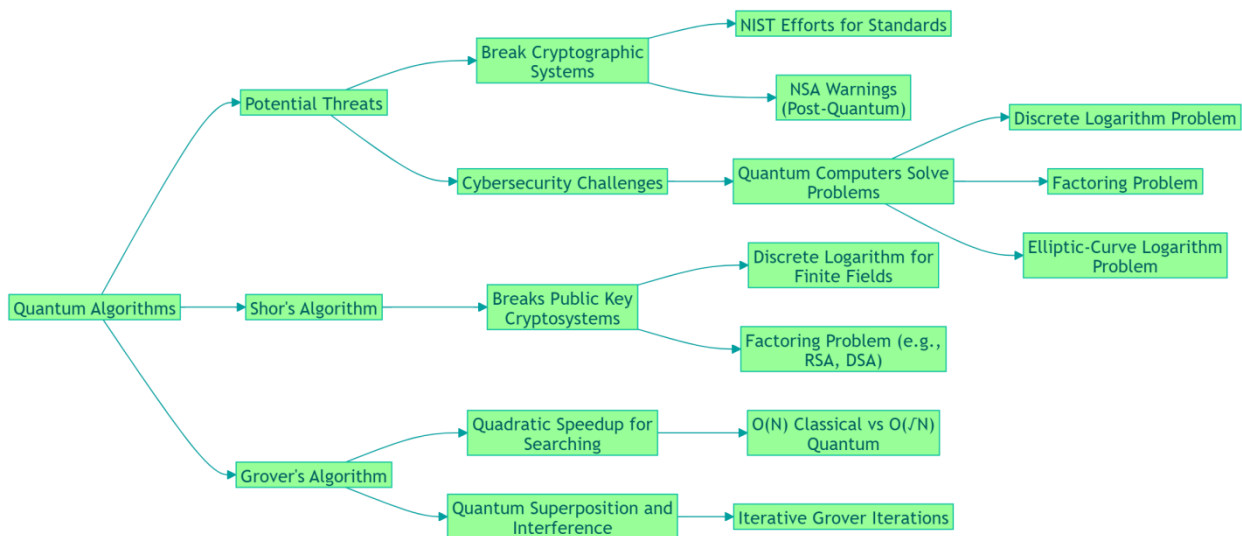 NIST Efforts for Standards
Break Cryptographic
Systems
NSA Warnings
(Post-Quantum)
Potential Threats
Discrete Logarithm Problem
Cybersecurity Challenges
Quantum Computers Solve
Problems
Factoring Problem
Elliptic-Curve Logarithm
Problem
Discrete Logarithm for
Finite Fields
Quantum Algorithms
Shor's Algorithm
Breaks Public Key
Cryptosystems
Factoring Problem (e.g.,
RSA, DSA)
Quadratic Speedup for
Searching
O(N) Classical vs O(√N)
Quantum
Grover's Algorithm
Quantum Superposition and
Interference
Iterative Grover Iterations